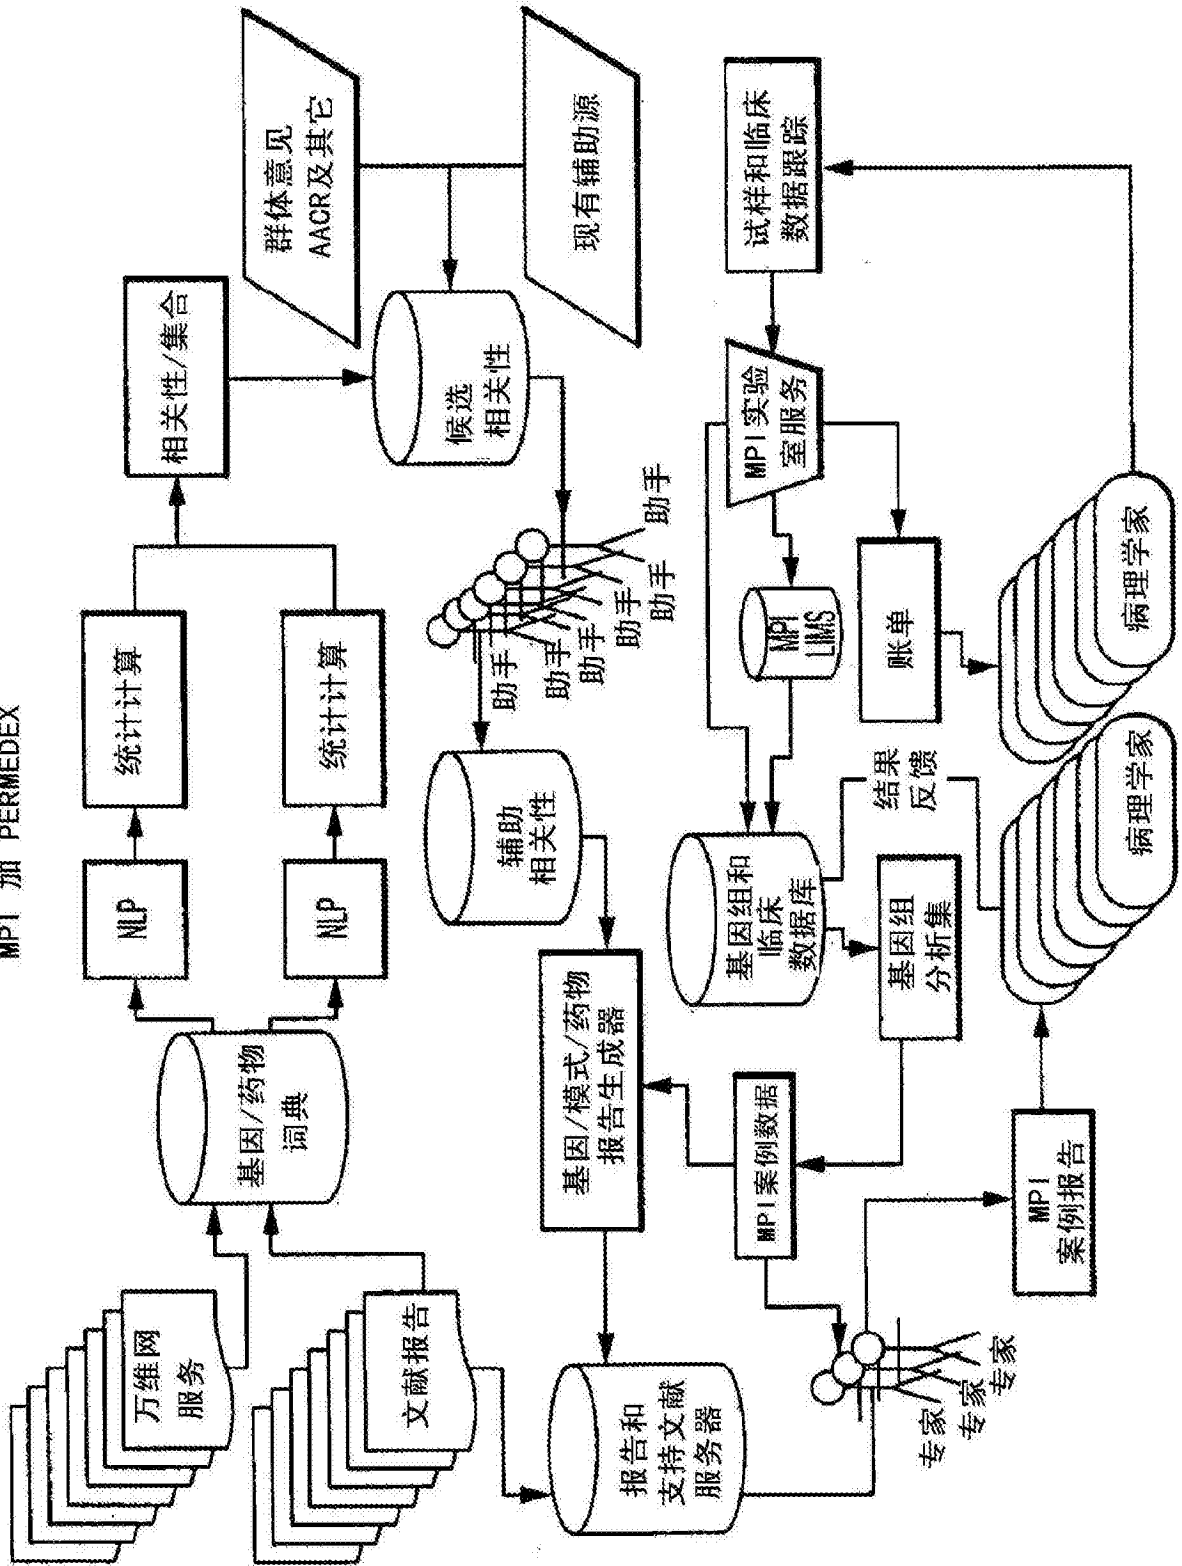 MPI 加 PERMEDEX
万维网
服务
文献报告
基因/药物
词典
NLP
NLP
统计计算
统计计算
相关性/集合
群体意见
AACR及其它
现有辅助源
候选
相关性
助手
助手
助手
助手
助手
助手
辅助
相关性
基因/模式/药物
报告生成器
报告和
支持文献
服务器
试样和临床
数据跟踪
MPI实验
室服务
MPI
LIMS
账单
基因组和
临床
数据库
结果
反馈
基因组
分析集
MPI案例数据
专家
专家
专家
MPI
案例报告
病理学家
病理学家